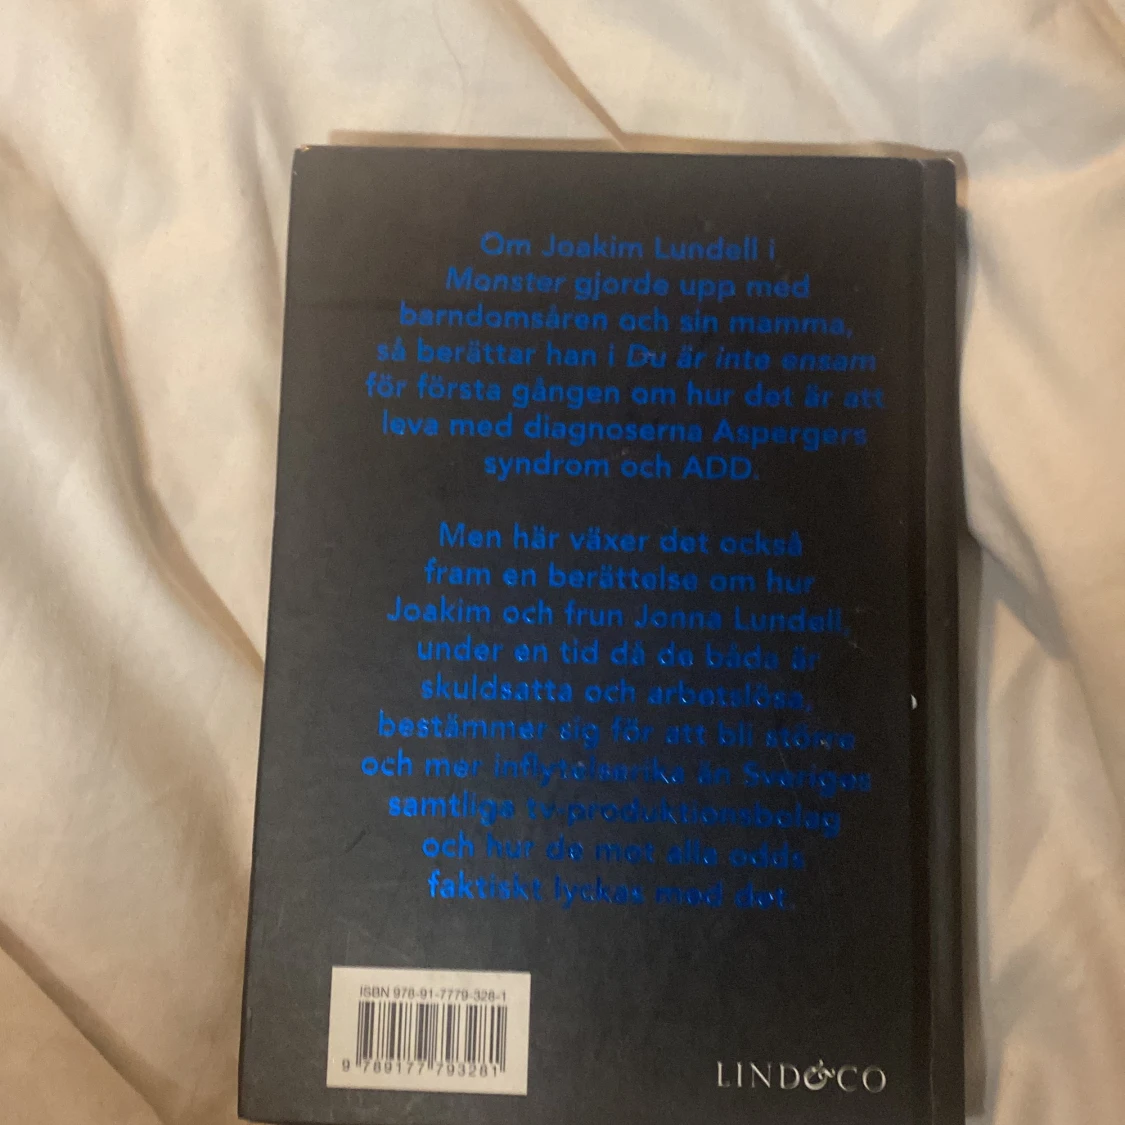 Om Joakim Lundell i
Monster gjorde upp med
barndomsåren och sin mamma,
så berättar han i Du är inte ensam
för första gången om hur det är att
leva med diagnoserna Aspergers
syndrom och ADD.
Men här växer det också
fram en berättelse om hur
Joakim och frun Jonna Lundell,
under en tid då de båda är
skuldsatta och arbetslösa,
bestämmer sig för att bli större
och mer inflytelserika än Sveriges
samtliga tv-produktionsbolag
och hur de mot alla odds
faktiskt lyckas med det.
ISBN 978-91-7779-328-1
9 789177 793281
LIND&CO